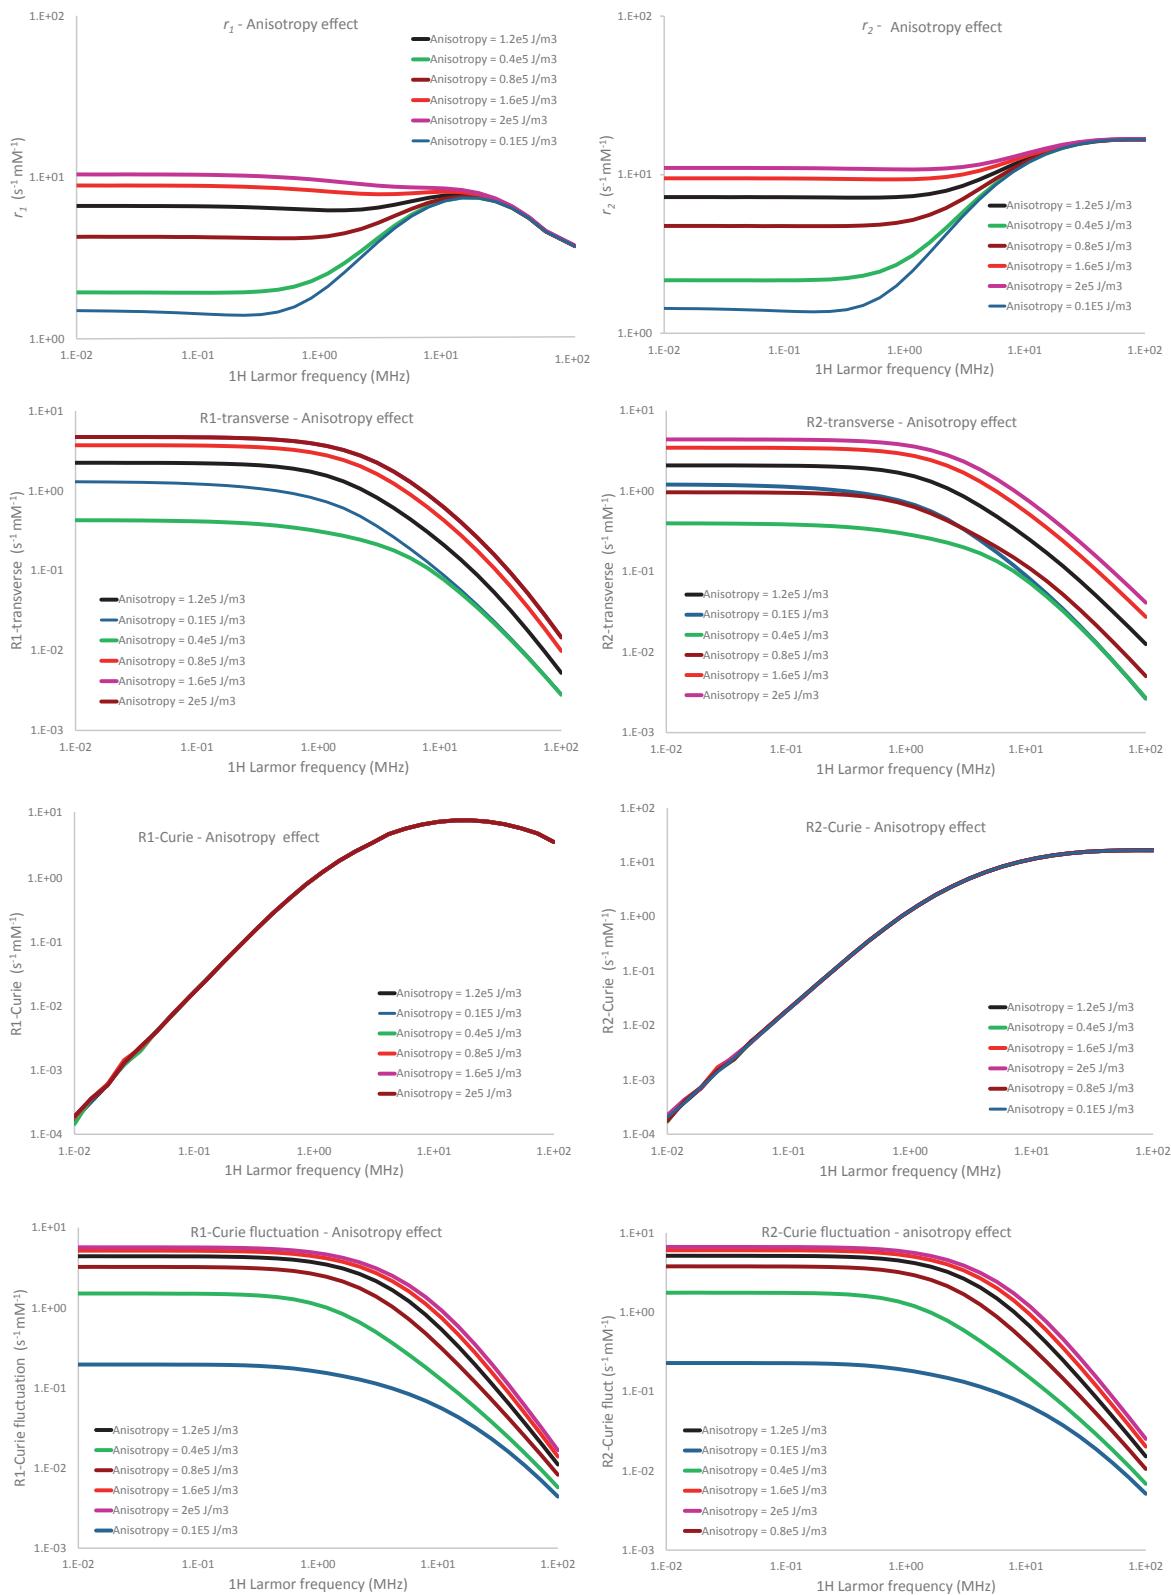 r1 - Anisotropy effect
1.E+02
1.E+01
1.E+00
r1 (s-1 mM-1)
Anisotropy = 1.2e5 J/m3
Anisotropy = 0.4e5 J/m3
Anisotropy = 0.8e5 J/m3
Anisotropy = 1.6e5 J/m3
Anisotropy = 2e5 J/m3
Anisotropy = 0.1E5 J/m3
1.E-02 1.E-01 1.E+00 1.E+01 1.E+02
1H Larmor frequency (MHz)
r2 - Anisotropy effect
1.E+02
1.E+01
1.E+00
r2 (s-1 mM-1)
Anisotropy = 1.2e5 J/m3
Anisotropy = 0.4e5 J/m3
Anisotropy = 0.8e5 J/m3
Anisotropy = 1.6e5 J/m3
Anisotropy = 2e5 J/m3
Anisotropy = 0.1E5 J/m3
1.E-02 1.E-01 1.E+00 1.E+01 1.E+02
1H Larmor frequency (MHz)
R1-transverse - Anisotropy effect
1.E+01
1.E+00
1.E-01
1.E-02
1.E-03
R1-transverse (s-1 mM-1)
Anisotropy = 1.2e5 J/m3
Anisotropy = 0.1E5 J/m3
Anisotropy = 0.4e5 J/m3
Anisotropy = 0.8e5 J/m3
Anisotropy = 1.6e5 J/m3
Anisotropy = 2e5 J/m3
1.E-02 1.E-01 1.E+00 1.E+01 1.E+02
1H Larmor frequency (MHz)
R2-transverse - Anisotropy effect
1.E+01
1.E+00
1.E-01
1.E-02
1.E-03
R2-transverse (s-1 mM-1)
Anisotropy = 1.2e5 J/m3
Anisotropy = 0.1E5 J/m3
Anisotropy = 0.4e5 J/m3
Anisotropy = 0.8e5 J/m3
Anisotropy = 1.6e5 J/m3
Anisotropy = 2e5 J/m3
1.E-02 1.E-01 1.E+00 1.E+01 1.E+02
1H Larmor frequency (MHz)
R1-Curie - Anisotropy effect
1.E+01
1.E+00
1.E-01
1.E-02
1.E-03
1.E-04
R1-Curie (s-1 mM-1)
Anisotropy = 1.2e5 J/m3
Anisotropy = 0.1E5 J/m3
Anisotropy = 0.4e5 J/m3
Anisotropy = 0.8e5 J/m3
Anisotropy = 1.6e5 J/m3
Anisotropy = 2e5 J/m3
1.E-02 1.E-01 1.E+00 1.E+01 1.E+02
1H Larmor frequency (MHz)
R2-Curie - Anisotropy effect
1.E+02
1.E+01
1.E+00
1.E-01
1.E-02
1.E-03
1.E-04
R2-Curie (s-1 mM-1)
Anisotropy = 1.2e5 J/m3
Anisotropy = 0.4e5 J/m3
Anisotropy = 1.6e5 J/m3
Anisotropy = 2e5 J/m3
Anisotropy = 0.8e5 J/m3
Anisotropy = 0.1E5 J/m3
1.E-02 1.E-01 1.E+00 1.E+01 1.E+02
1H Larmor frequency (MHz)
R1-Curie fluctuation - Anisotropy effect
1.E+01
1.E+00
1.E-01
1.E-02
1.E-03
R1-Curie fluctuation (s-1 mM-1)
Anisotropy = 1.2e5 J/m3
Anisotropy = 0.4e5 J/m3
Anisotropy = 0.8e5 J/m3
Anisotropy = 1.6e5 J/m3
Anisotropy = 2e5 J/m3
Anisotropy = 0.1E5 J/m3
1.E-02 1.E-01 1.E+00 1.E+01 1.E+02
1H Larmor frequency (MHz)
R2-Curie fluctuation - anisotropy effect
1.E+01
1.E+00
1.E-01
1.E-02
1.E-03
R2-Curie fluct (s-1 mM-1)
Anisotropy = 1.2e5 J/m3
Anisotropy = 0.1E5 J/m3
Anisotropy = 0.4e5 J/m3
Anisotropy = 1.6e5 J/m3
Anisotropy = 2e5 J/m3
Anisotropy = 0.8e5 J/m3
1.E-02 1.E-01 1.E+00 1.E+01 1.E+02
1H Larmor frequency (MHz)